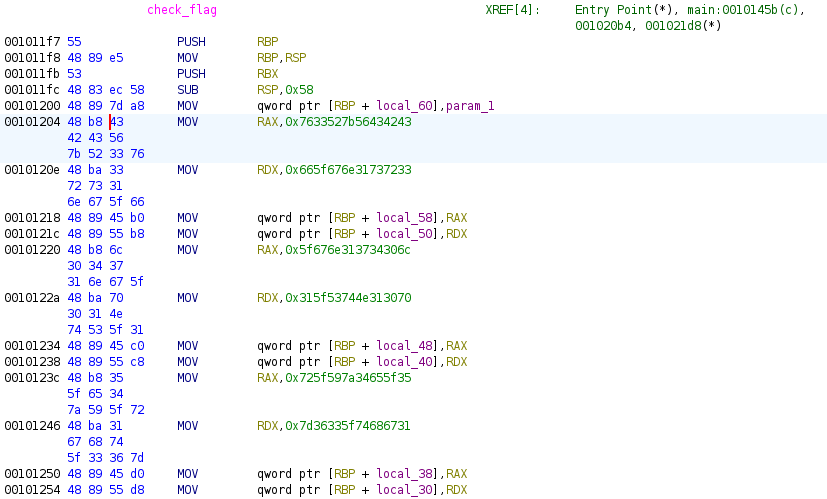 check_flag XREF[4]: Entry Point(*), main:0010145b(c),
001020b4, 001021d8(*)
001011f7 55 PUSH RBP
001011f8 48 89 e5 MOV RBP,RSP
001011fb 53 PUSH RBX
001011fc 48 83 ec 58 SUB RSP,0x58
00101200 48 89 7d a8 MOV qword ptr [RBP + local_60],param_1
00101204 48 b8 43 MOV RAX,0x7633527b56434243
42 43 56
7b 52 33 76
0010120e 48 ba 33 MOV RDX,0x665f676e31737233
72 73 31
6e 67 5f 66
00101218 48 89 45 b0 MOV qword ptr [RBP + local_58],RAX
0010121c 48 89 55 b8 MOV qword ptr [RBP + local_50],RDX
00101220 48 b8 6c MOV RAX,0x5f676e313734306c
30 34 37
31 6e 67 5f
0010122a 48 ba 70 MOV RDX,0x315f53744e313070
30 31 4e
74 53 5f 31
00101234 48 89 45 c0 MOV qword ptr [RBP + local_48],RAX
00101238 48 89 55 c8 MOV qword ptr [RBP + local_40],RDX
0010123c 48 b8 35 MOV RAX,0x725f597a34655f35
5f 65 34
7a 59 5f 72
00101246 48 ba 31 MOV RDX,0x7d36335f74686731
67 68 74
5f 33 36 7d
00101250 48 89 45 d0 MOV qword ptr [RBP + local_38],RAX
00101254 48 89 55 d8 MOV qword ptr [RBP + local_30],RDX